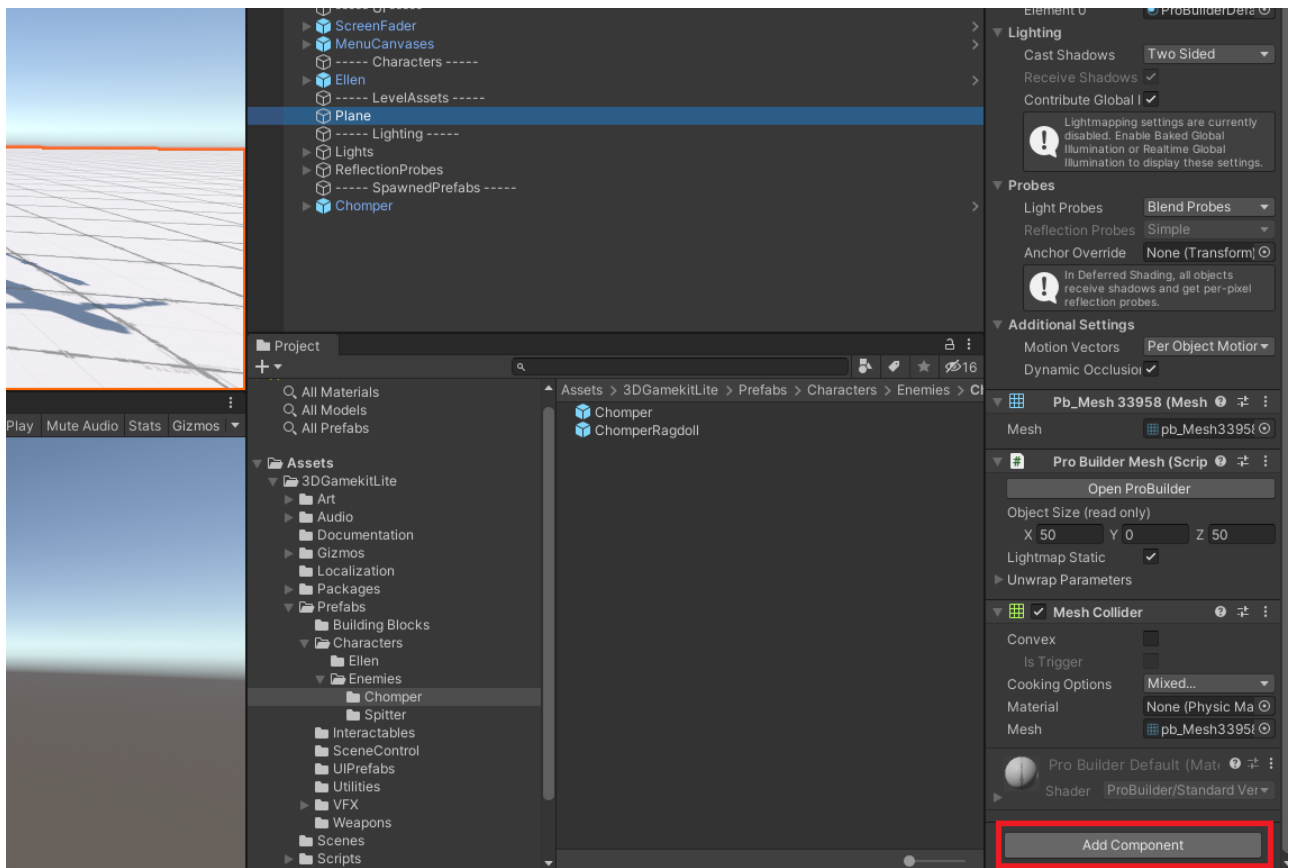 ScreenFader
MenuCanvases
----- Characters -----
Ellen
----- LevelAssets -----
Plane
----- Lighting -----
Lights
ReflectionProbes
----- SpawnedPrefabs -----
Chomper
Project
16
All Materials
All Models
All Prefabs
Assets
3DGamekitLite
Art
Audio
Documentation
Gizmos
Localization
Packages
Prefabs
Building Blocks
Characters
Ellen
Enemies
Chomper
Spitter
Interactables
SceneControl
UIPrefabs
Utilities
VFX
Weapons
Scenes
Scripts
Assets > 3DGamekitLite > Prefabs > Characters > Enemies > Ch
Chomper
ChomperRagdoll
Play Mute Audio Stats Gizmos
Element 0 ProBuilderDefa
Lighting
Cast Shadows Two Sided
Receive Shadows
Contribute Global I
Lightmapping settings are currently
disabled. Enable Baked Global
Illumination or Realtime Global
Illumination to display these settings.
Probes
Light Probes Blend Probes
Reflection Probes Simple
Anchor Override None (Transform)
In Deferred Shading, all objects
receive shadows and get per-pixel
reflection probes.
Additional Settings
Motion Vectors Per Object Motion
Dynamic Occlusion
Pb_Mesh 33958 (Mesh
Mesh pb_Mesh33958
Pro Builder Mesh (Scrip
Open ProBuilder
Object Size (read only)
X 50 Y 0 Z 50
Lightmap Static
Unwrap Parameters
Mesh Collider
Convex
Is Trigger
Cooking Options Mixed...
Material None (Physic Ma
Mesh pb_Mesh33958
Pro Builder Default (Mate
Shader ProBuilder/Standard Ver
Add Component